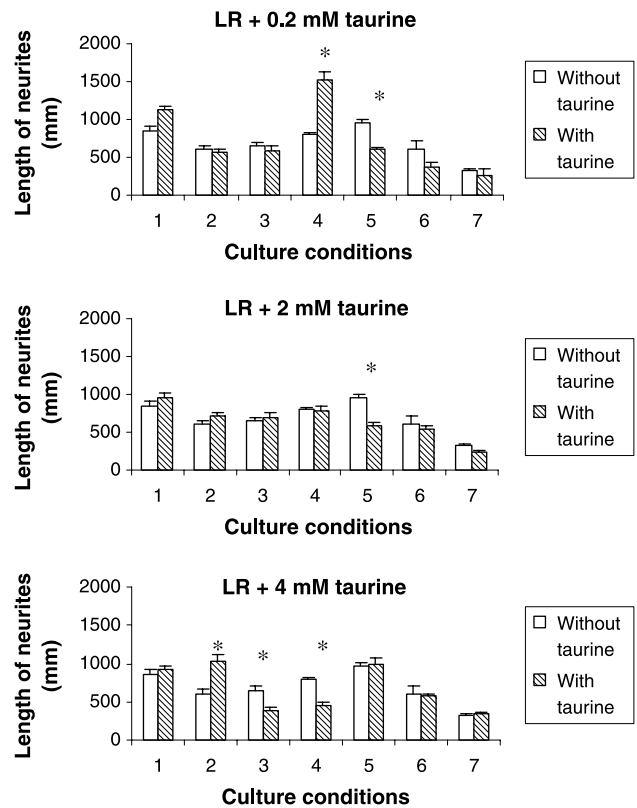 LR + 0.2 mM taurine
Length of neurites
(mm)
2000
1500
1000
500
0
*
*
1 2 3 4 5 6 7
Culture conditions
Without
taurine
With
taurine
LR + 2 mM taurine
Length of neurites
(mm)
2000
1500
1000
500
0
*
1 2 3 4 5 6 7
Culture conditions
Without
taurine
With
taurine
LR + 4 mM taurine
Length of neurites
(mm)
2000
1500
1000
500
0
*
*
*
1 2 3 4 5 6 7
Culture conditions
Without
taurine
With
taurine